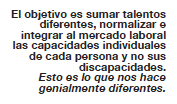 El objetivo es sumar talentos
diferentes, normalizar e
integrar al mercado laboral
las capacidades individuales
de cada persona y no sus
discapacidades.
Esto es lo que nos hace
genialmente diferentes.